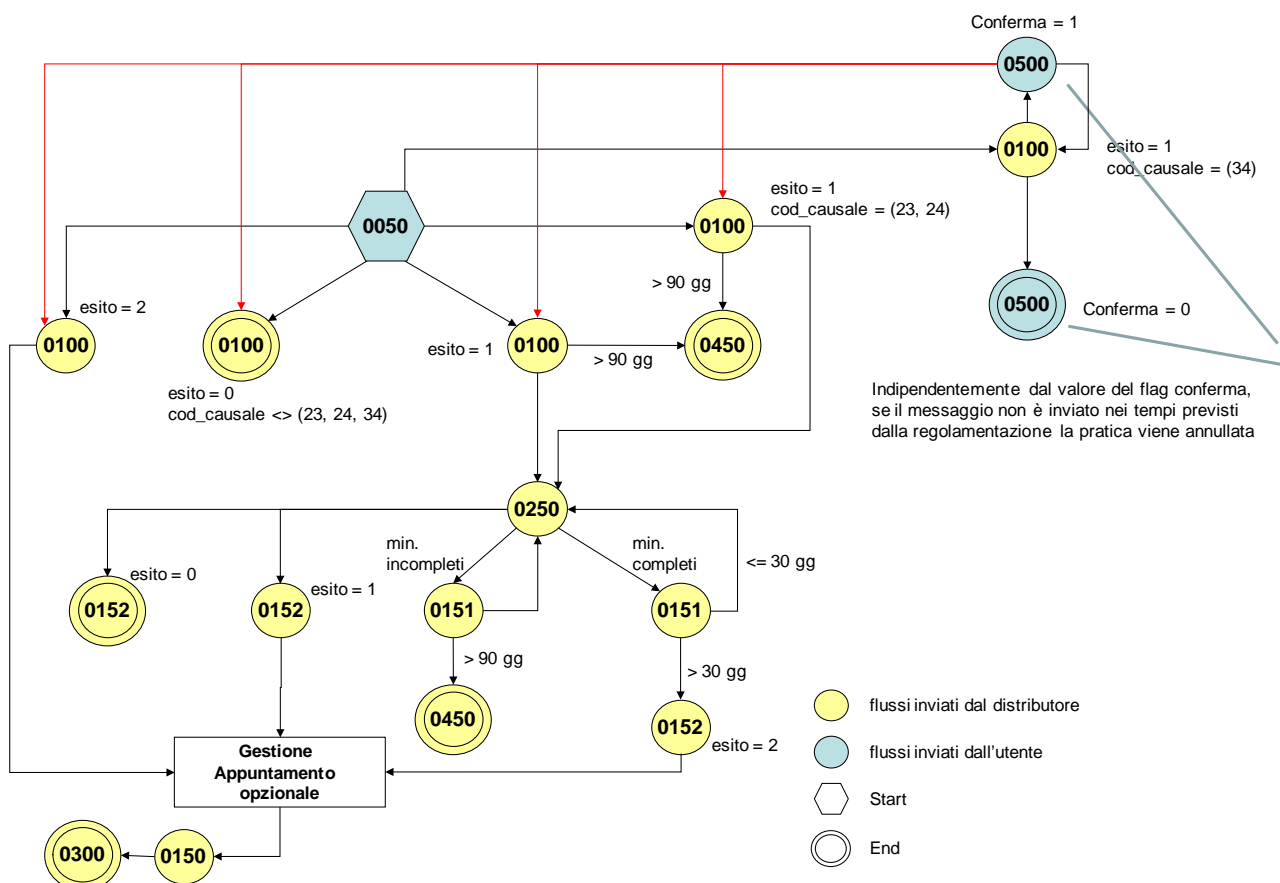 Conferma = 1
0500
0100
esito = 1
cod_causale = (34)
esito = 1
cod_causale = (23, 24)
0050
0100
> 90 gg
0500
Conferma = 0
esito = 2
0100
0100
esito = 1
0100
> 90 gg
0450
esito = 0
cod_causale <> (23, 24, 34)
Indipendentemente dal valore del flag conferma,
se il messaggio non è inviato nei tempi previsti
dalla regolamentazione la pratica viene annullata
0250
min.
incompleti
min.
completi
<= 30 gg
esito = 0
esito = 1
0152
0152
0151
0151
> 90 gg
> 30 gg
0450
0152
esito = 2
flussi inviati dal distributore
flussi inviati dall'utente
Start
End
Gestione
Appuntamento
opzionale
0300
0150